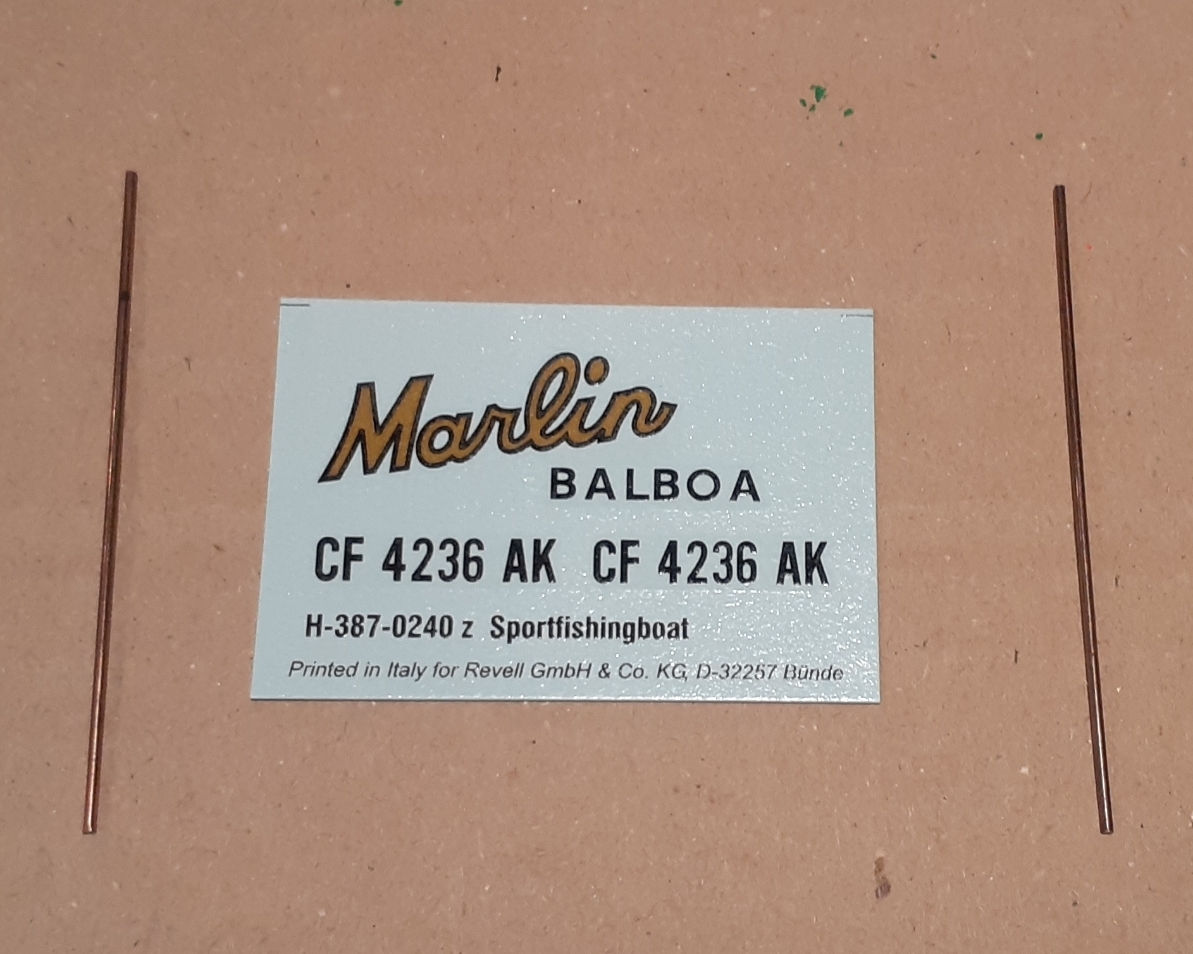 Marlin
BALBOA
CF 4236 AK CF 4236 AK
H-387-0240 z Sportfishingboat
Printed in Italy for Revell GmbH & Co. KG, D-32257 Bünde